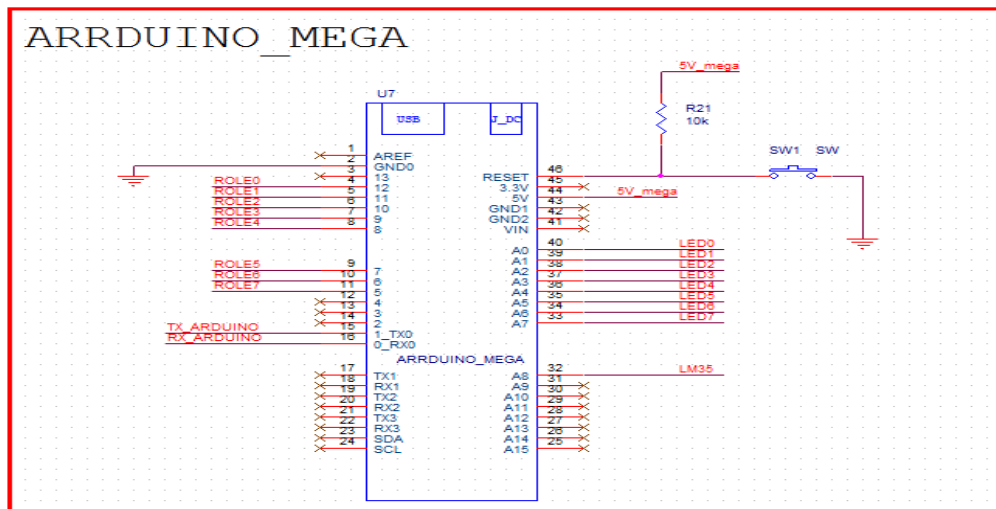 ARRDUINO_MEGA
5V_mega
U7
USB
J_DC
R21
10k
SW1
SW
1
AREF
2
GND0
3
13
ROLE0
4
12
ROLE1
5
11
ROLE2
6
10
ROLE3
7
9
ROLE4
8
8
ROLE5
9
7
ROLE6
10
6
ROLE7
11
5
12
4
13
3
14
2
TX_ARDUINO
15
1_TX0
RX_ARDUINO
16
0_RX0
ARRDUINO_MEGA
17
TX1
18
RX1
19
TX2
20
RX2
21
TX3
22
RX3
23
SDA
24
SCL
RESET
46
3.3V
45
5V
44
5V_mega
GND1
43
GND2
42
VIN
41
A0
40
LED0
A1
39
LED1
A2
38
LED2
A3
37
LED3
A4
36
LED4
A5
35
LED5
A6
34
LED6
A7
33
LED7
A8
32
LM35
A9
31
A10
30
A11
29
A12
28
A13
27
A14
26
A15
25